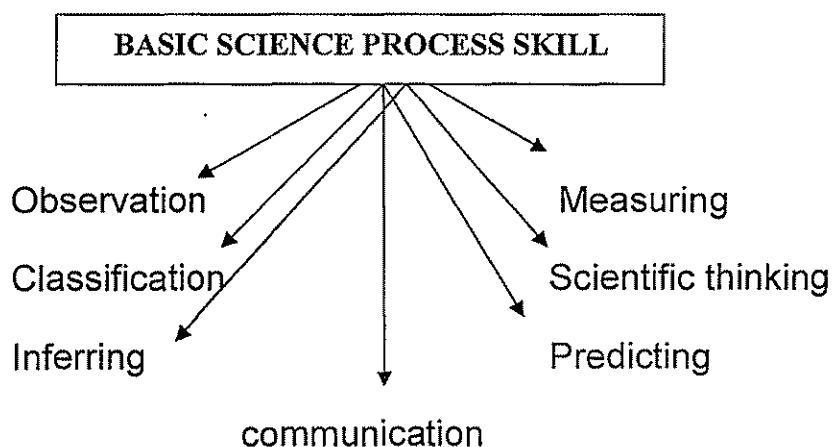 BASIC SCIENCE PROCESS SKILL
Observation
Measuring
Classification
Scientific thinking
Inferring
Predicting
communication